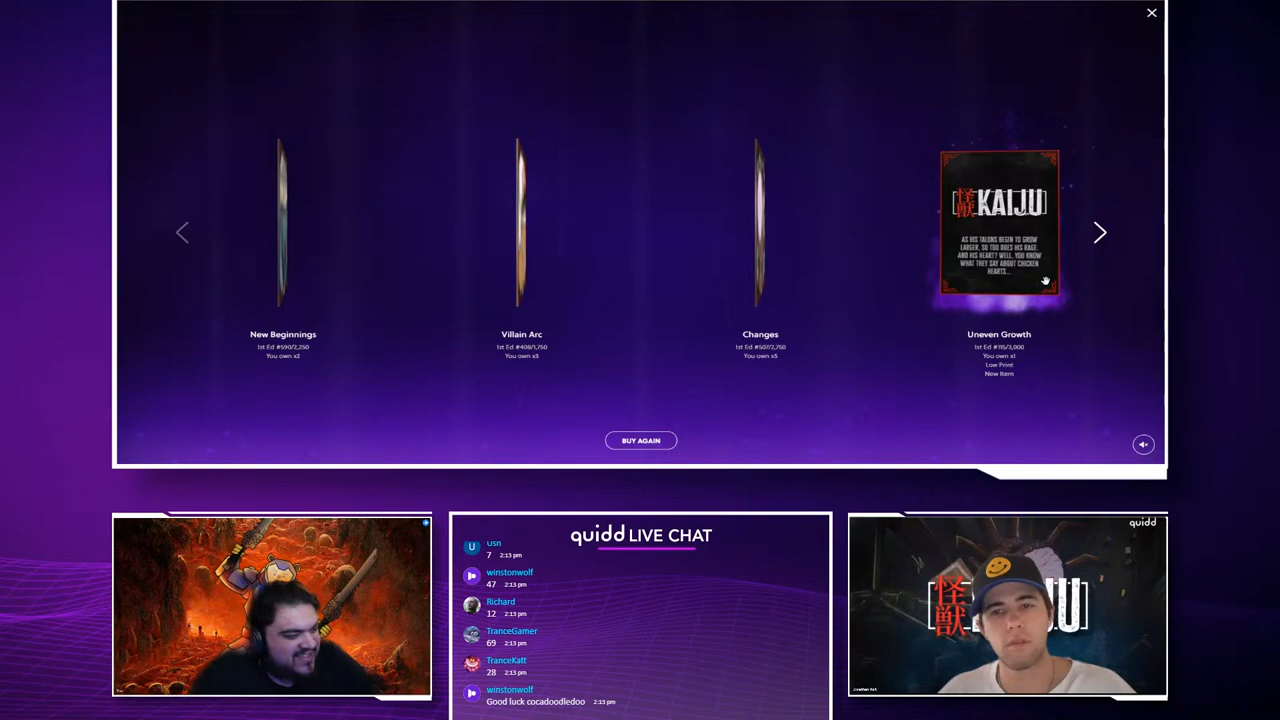 怪獣 KAIJU
AS HIS TALONS BEGIN TO GROW
LARGER, SO TOO DOES HIS RAGE.
AND HIS HEART? WELL, YOU KNOW
WHAT THEY SAY ABOUT CHICKEN
HEARTS...
New Beginnings
1st Ed #590/2,250
You own x2
Villain Arc
1st Ed #408/1,750
You own x3
Changes
1st Ed #507/2,750
You own x5
Uneven Growth
1st Ed #115/3,000
You own x1
Low Print
New Item
BUY AGAIN
quidd LIVE CHAT
usn
7 2:13 pm
winstonwolf
47 2:13 pm
Richard
12 2:13 pm
TranceGamer
69 2:13 pm
TranceKatt
28 2:13 pm
winstonwolf
Good luck cocadoodledoo 2:13 pm
quidd
怪獣